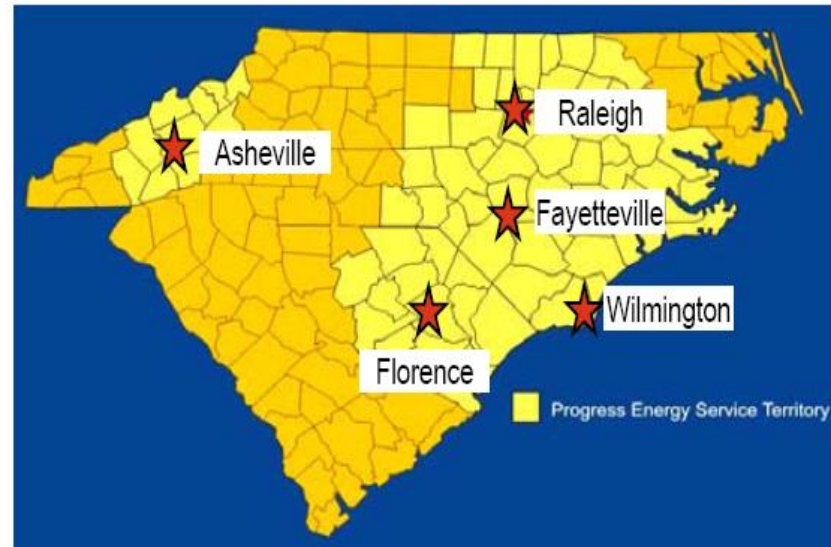 Raleigh
Asheville
Fayetteville
Wilmington
Florence
Progress Energy Service Territory